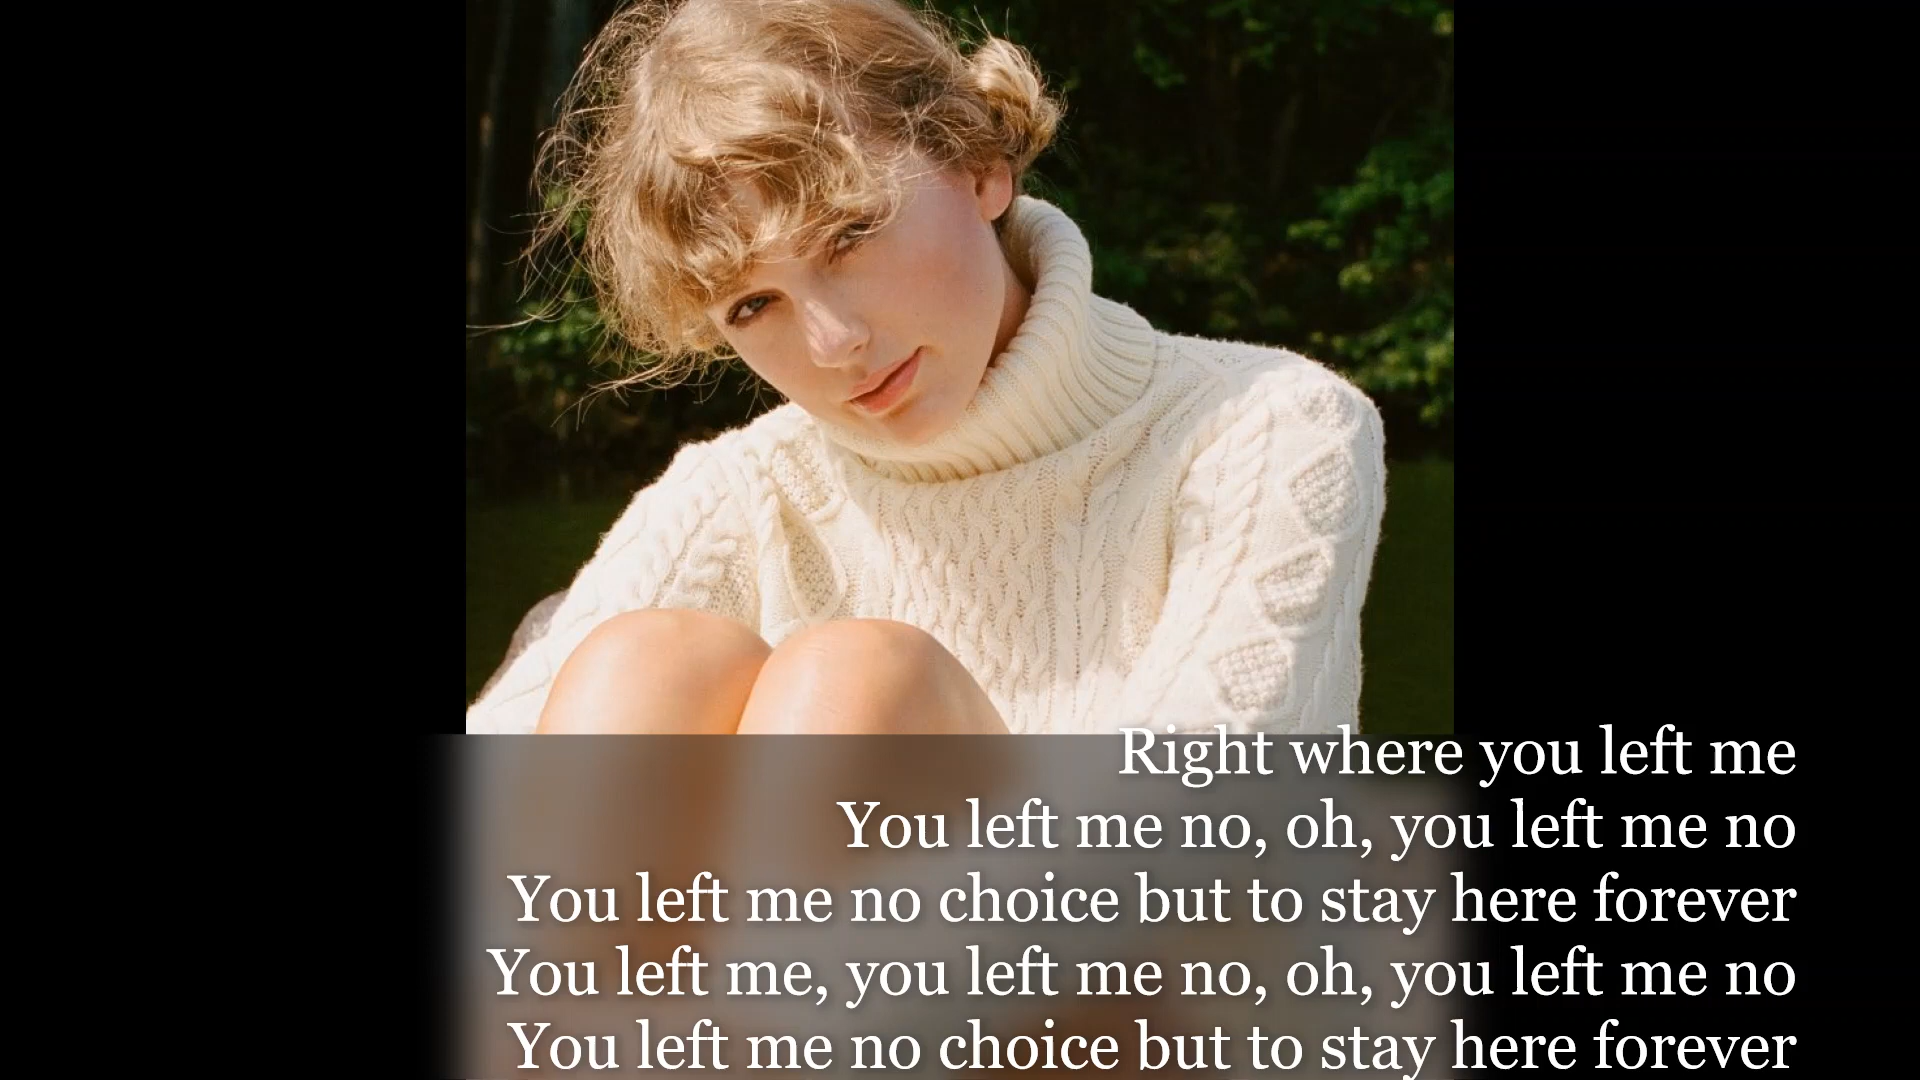 Right where you left me
You left me no, oh, you left me no
You left me no choice but to stay here forever
You left me, you left me no, oh, you left me no
You left me no choice but to stay here forever